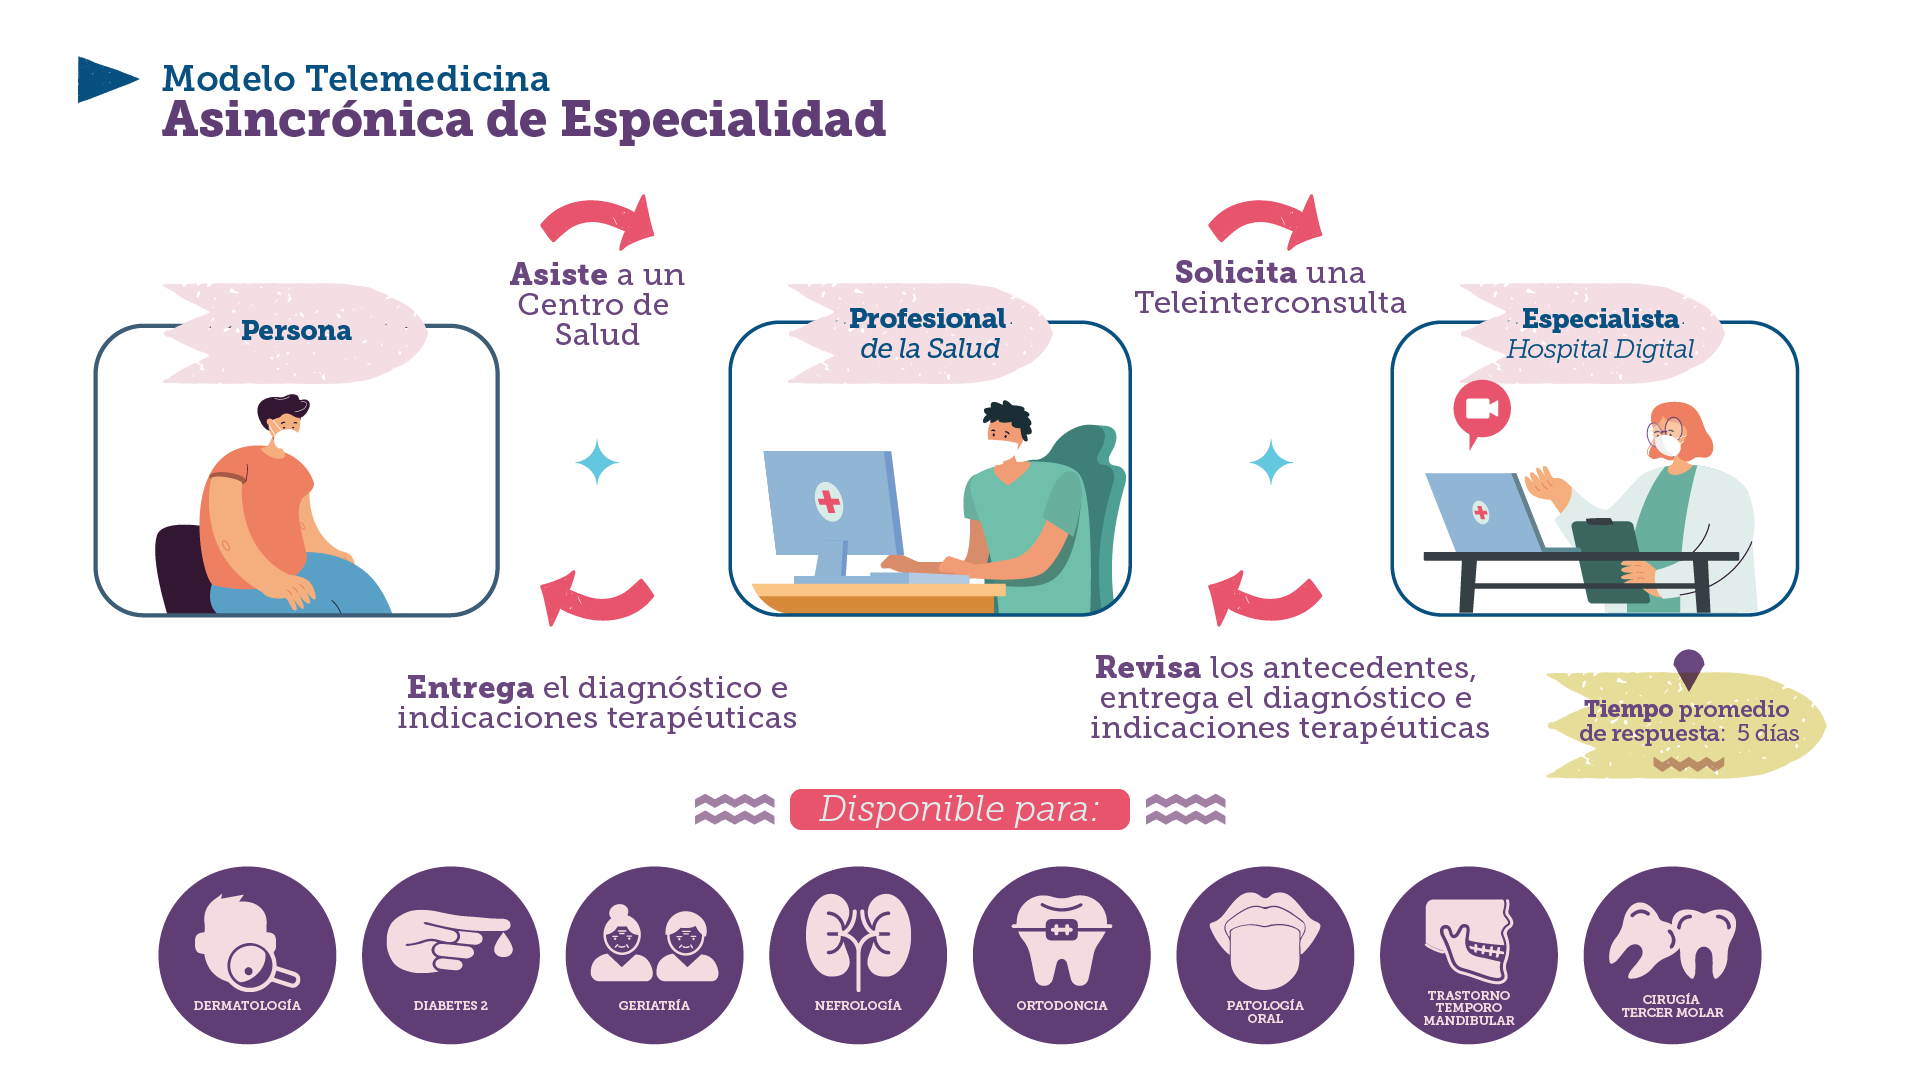 Modelo Telemedicina
Asincrónica de Especialidad
Persona
Asiste a un
Centro de
Salud
Profesional
de la Salud
Solicita una
Teleinterconsulta
Especialista
Hospital Digital
Entrega el diagnóstico e
indicaciones terapéuticas
Revisa los antecedentes,
entrega el diagnóstico e
indicaciones terapéuticas
Tiempo promedio
de respuesta: 5 días
Disponible para:
DERMATOLOGÍA
DIABETES 2
GERIATRÍA
NEFROLOGÍA
ORTODONCIA
PATOLOGÍA
ORAL
TRASTORNO
TEMPORO
MANDIBULAR
CIRUGÍA
TERCER MOLAR